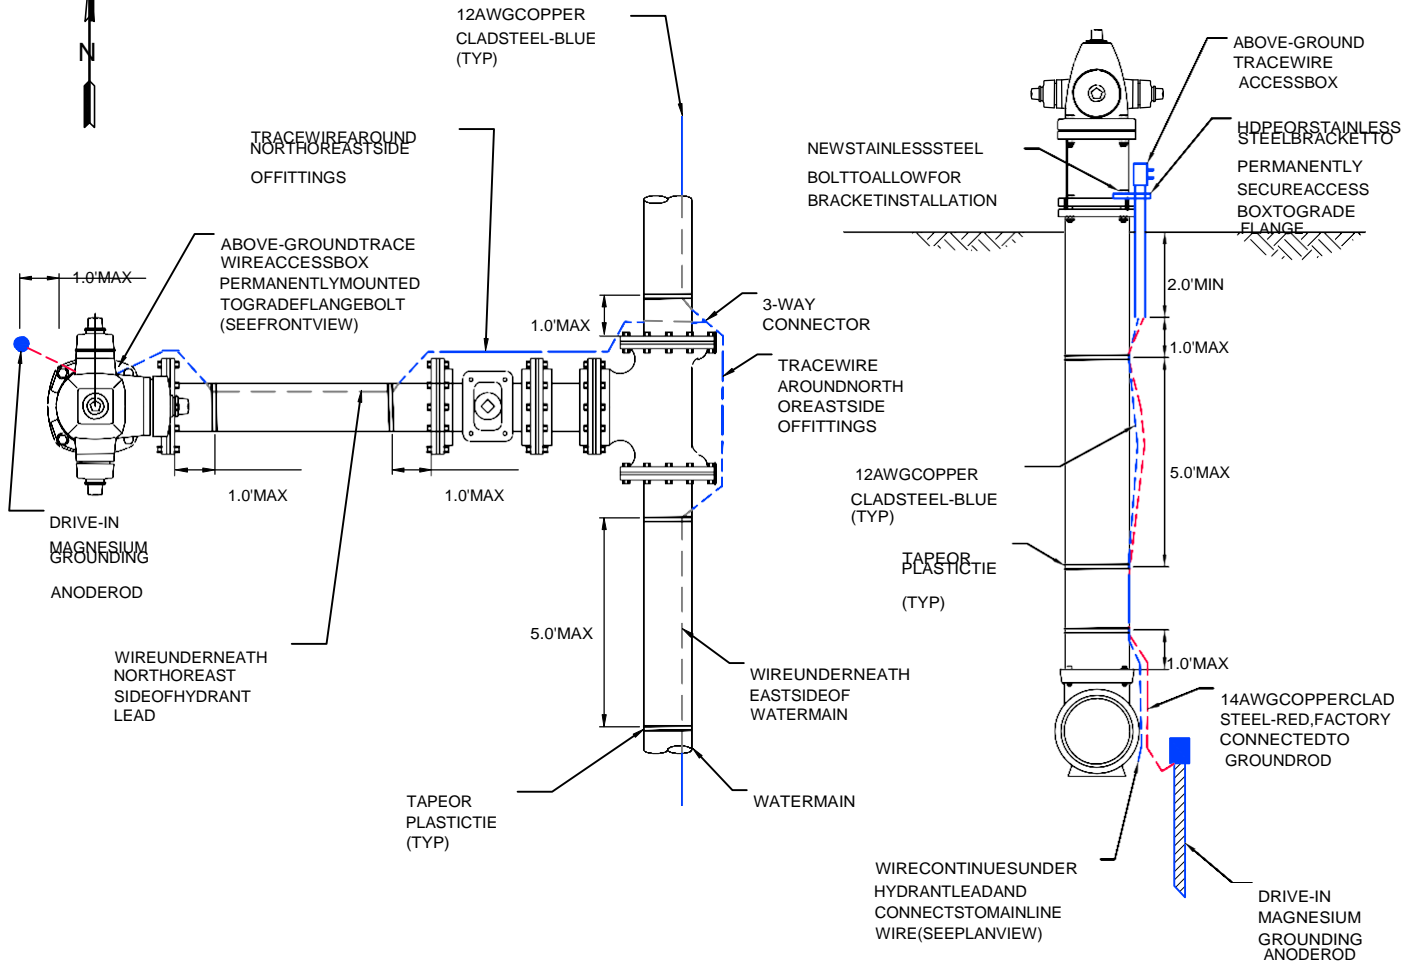 N
12AWGCOPPER
CLADSTEEL-BLUE
(TYP)
TRACEWIREAROUND
NORTHOREASTSIDE
OFFITTINGS
ABOVE-GROUNDTRACE
WIREACCESSBOX
PERMANENTLYMOUNTED
TOGRADEFLANGEBOLT
(SEEFRONTVIEW)
1.0'MAX
1.0'MAX
3-WAY
CONNECTOR
TRACEWIRE
AROUNDNORTH
OREASTSIDE
OFFITTINGS
1.0'MAX
1.0'MAX
DRIVE-IN
MAGNESIUM
GROUNDING
ANODEROD
WIREUNDERNEATH
NORTHOREAST
SIDEOFHYDRANT
LEAD
5.0'MAX
WIREUNDERNEATH
EASTSIDEOF
WATERMAIN
TAPEOR
PLASTICTIE
(TYP)
WATERMAIN
ABOVE-GROUND
TRACEWIRE
ACCESSBOX
HDPEORSTAINLESS
STEELBRACKETTO
PERMANENTLY
SECUREACCESS
BOXTOGRADE
FLANGE
NEWSTAINLESSSTEEL
BOLTTOALLOWFOR
BRACKETINSTALLATION
2.0'MIN
1.0'MAX
5.0'MAX
12AWGCOPPER
CLADSTEEL-BLUE
(TYP)
TAPEOR
PLASTICTIE
(TYP)
1.0'MAX
14AWGCOPPERCLAD
STEEL-RED,FACTORY
CONNECTEDTO
GROUNDROD
WIRECONTINUESUNDER
HYDRANTLEADAND
CONNECTSTOMAINLINE
WIRE(SEEPLANVIEW)
DRIVE-IN
MAGNESIUM
GROUNDING
ANODEROD